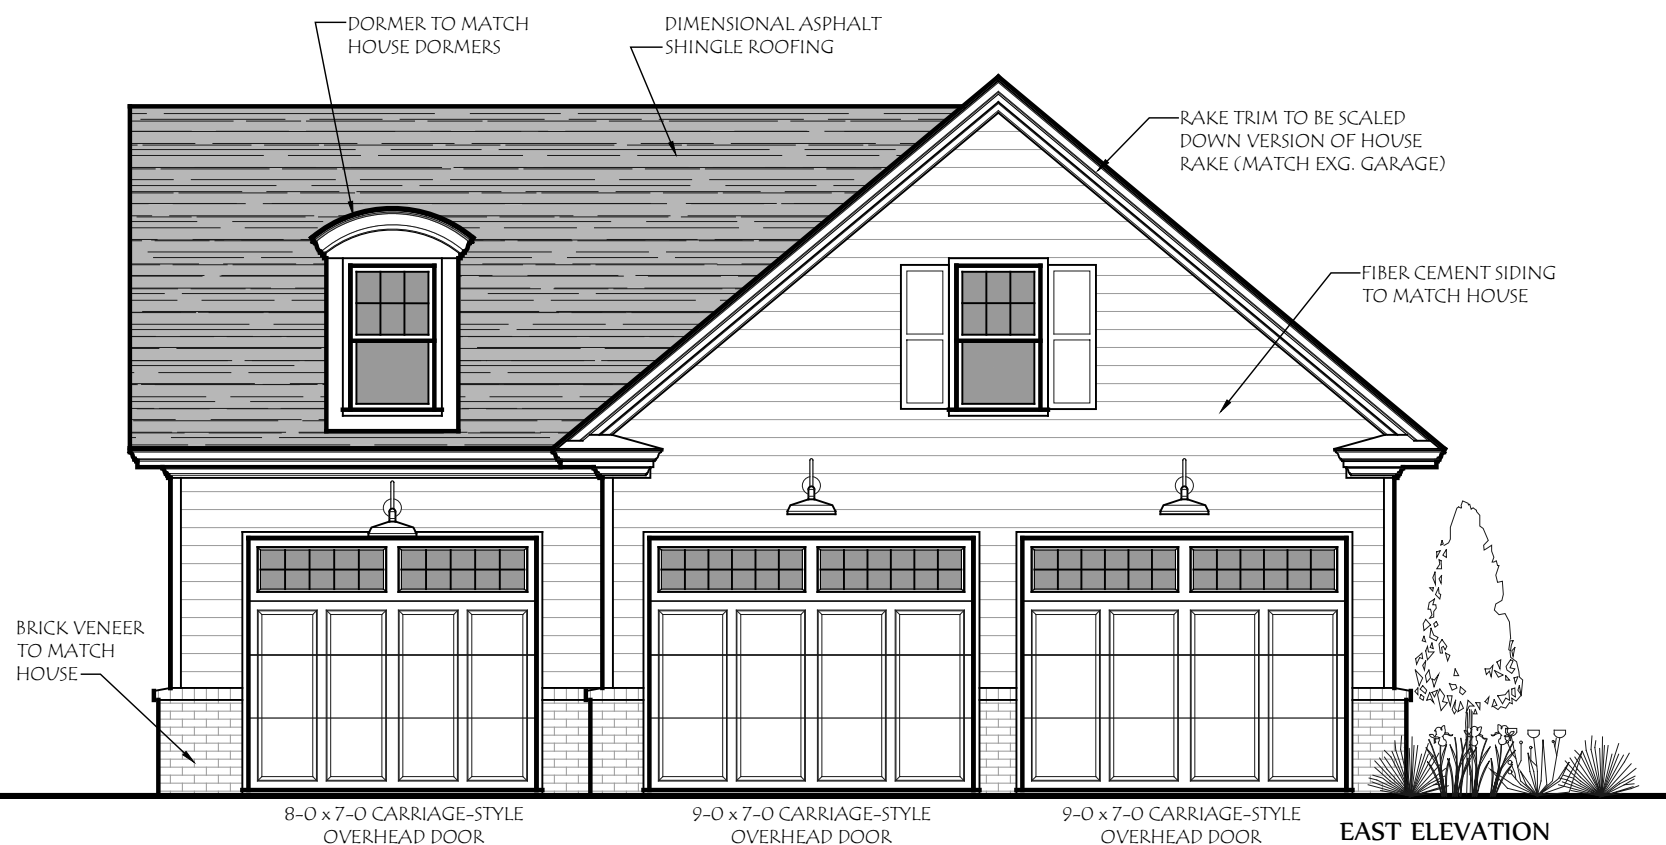 DORMER TO MATCH
HOUSE DORMERS
DIMENSIONAL ASPHALT
SHINGLE ROOFING
RAKE TRIM TO BE SCALED
DOWN VERSION OF HOUSE
RAKE (MATCH EXG. GARAGE)
FIBER CEMENT SIDING
TO MATCH HOUSE
BRICK VENEER
TO MATCH
HOUSE
8-0 x 7-0 CARRIAGE-STYLE
OVERHEAD DOOR
9-0 x 7-0 CARRIAGE-STYLE
OVERHEAD DOOR
9-0 x 7-0 CARRIAGE-STYLE
OVERHEAD DOOR
EAST ELEVATION